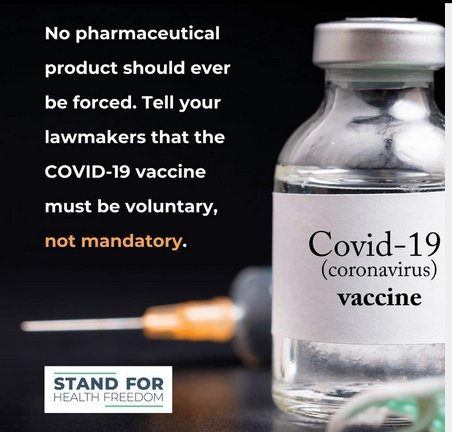 No pharmaceutical
product should ever
be forced. Tell your
lawmakers that the
COVID-19 vaccine
must be voluntary,
not mandatory.
Covid-19
(coronavirus)
vaccine
STAND FOR
HEALTH FREEDOM